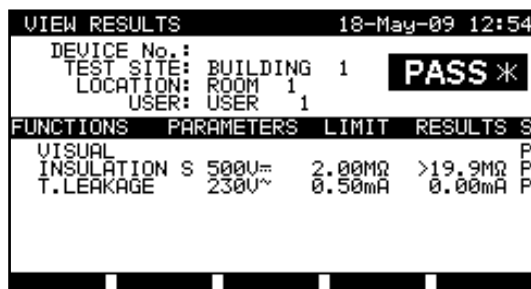 VIEW RESULTS 18-May-09 12:54
DEVICE No.:
TEST SITE: BUILDING 1
LOCATION: ROOM 1
USER: USER 1
PASS*
FUNCTIONS PARAMETERS LIMIT RESULTS S
VISUAL P
INSULATION S 500V⎓ 2.00MΩ >19.9MΩ P
T.LEAKAGE 230V~ 0.50mA 0.00mA P